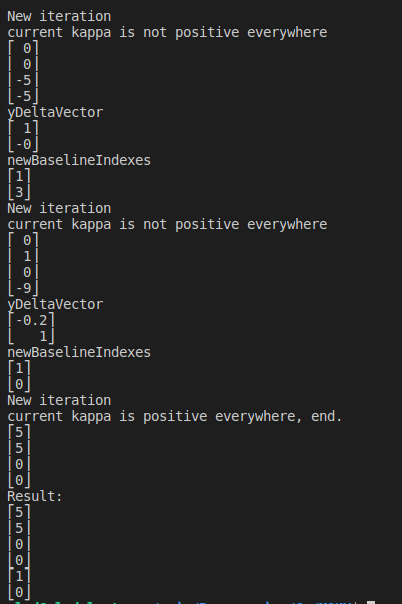 New iteration
current kappa is not positive everywhere
⎡ 0⎤
⎢ 0⎥
⎢-5⎥
⎣-5⎦
yDeltaVector
⎡ 1⎤
⎣-0⎦
newBaselineIndexes
⎡1⎤
⎣3⎦
New iteration
current kappa is not positive everywhere
⎡ 0⎤
⎢ 1⎥
⎢ 0⎥
⎣-9⎦
yDeltaVector
⎡-0.2⎤
⎣   1⎦
newBaselineIndexes
⎡1⎤
⎣0⎦
New iteration
current kappa is positive everywhere, end.
⎡5⎤
⎢5⎥
⎢0⎥
⎣0⎦
Result:
⎡5⎤
⎢5⎥
⎢0⎥
⎣0⎦
⎡1⎤
⎣0⎦